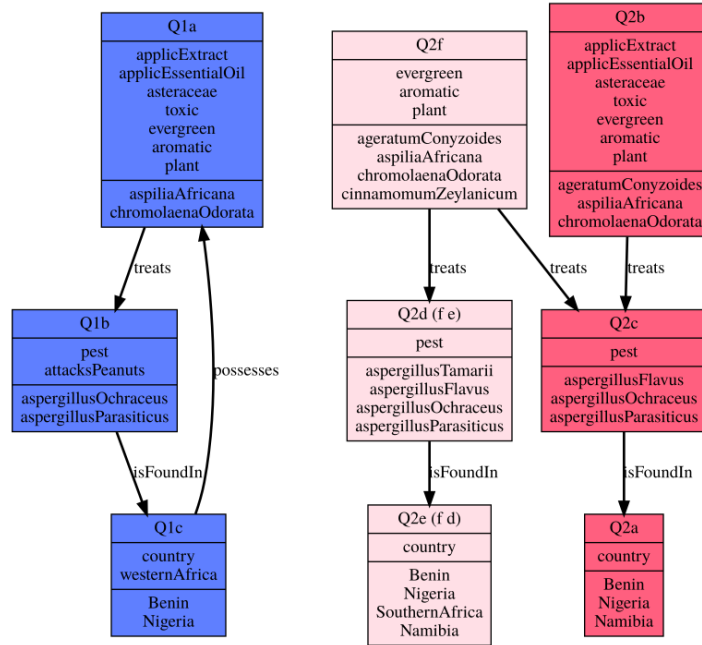 Q1a
applicExtract
applicEssentialOil
asteraceae
toxic
evergreen
aromatic
plant
aspiliaAfricana
chromolaenaOdorata
Q2f
evergreen
aromatic
plant
ageratumConyzoides
aspiliaAfricana
chromolaenaOdorata
cinnamomumZeylanicum
Q2b
applicExtract
applicEssentialOil
asteraceae
toxic
evergreen
aromatic
plant
ageratumConyzoides
aspiliaAfricana
chromolaenaOdorata
treats
treats
treats
treats
Q1b
pest
attacksPeanuts
aspergillusOchraceus
aspergillusParasiticus
possesses
Q2d (f e)
pest
aspergillusTamarii
aspergillusFlavus
aspergillusOchraceus
aspergillusParasiticus
Q2c
pest
aspergillusFlavus
aspergillusOchraceus
aspergillusParasiticus
isFoundIn
isFoundIn
isFoundIn
Q1c
country
westernAfrica
Benin
Nigeria
Q2e (f d)
country
Benin
Nigeria
SouthernAfrica
Namibia
Q2a
country
Benin
Nigeria
Namibia